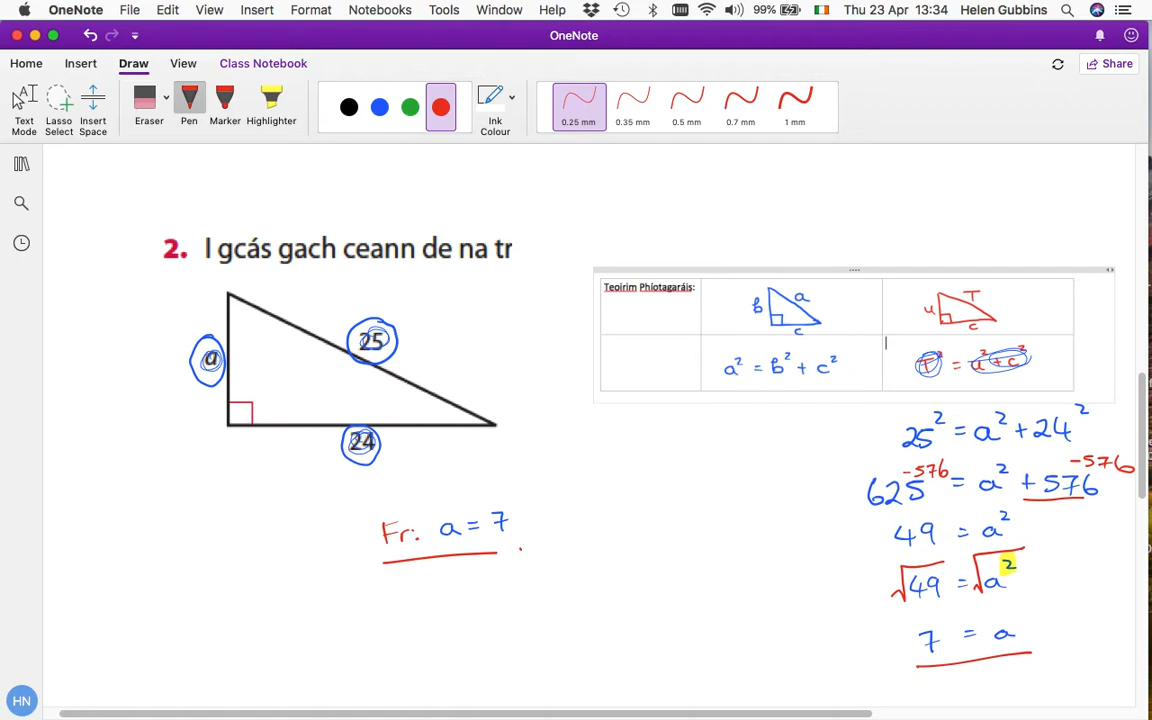 OneNote File Edit View Insert Format Notebooks Tools Window Help 99% Thu 23 Apr 13:34 Helen Gubbins
OneNote
Home Insert Draw View Class Notebook Share
Text Mode Lasso Select Insert Space Eraser Pen Marker Highlighter Ink Colour 0.25 mm 0.35 mm 0.5 mm 0.7 mm 1 mm
2. I gcás gach ceann de na tr
a
25
24
Fr: a = 7
Teoirim Phíotagaráis:
b a c
u T c
a² = b² + c²
T² = u² + c²
25² = a² + 24²
625 -576 = a² + 576 -576
49 = a²
√49 = √a²
7 = a
HN